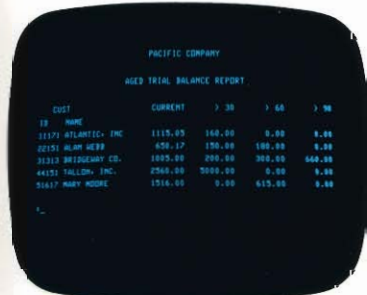 PACIFIC COMPANY
AGED TRIAL BALANCE REPORT
CUST CURRENT > 30 > 60 > 90
ID NAME
11171 ATLANTIC, INC 1115.05 160.00 0.00 0.00
22151 ALAN WEBB 650.17 150.00 100.00 0.00
31313 BRIDGEWAY CO. 1005.00 200.00 300.00 660.00
44151 TALLON, INC. 2560.00 5000.00 0.00 0.00
51617 MARY MOORE 1516.00 0.00 615.00 0.00